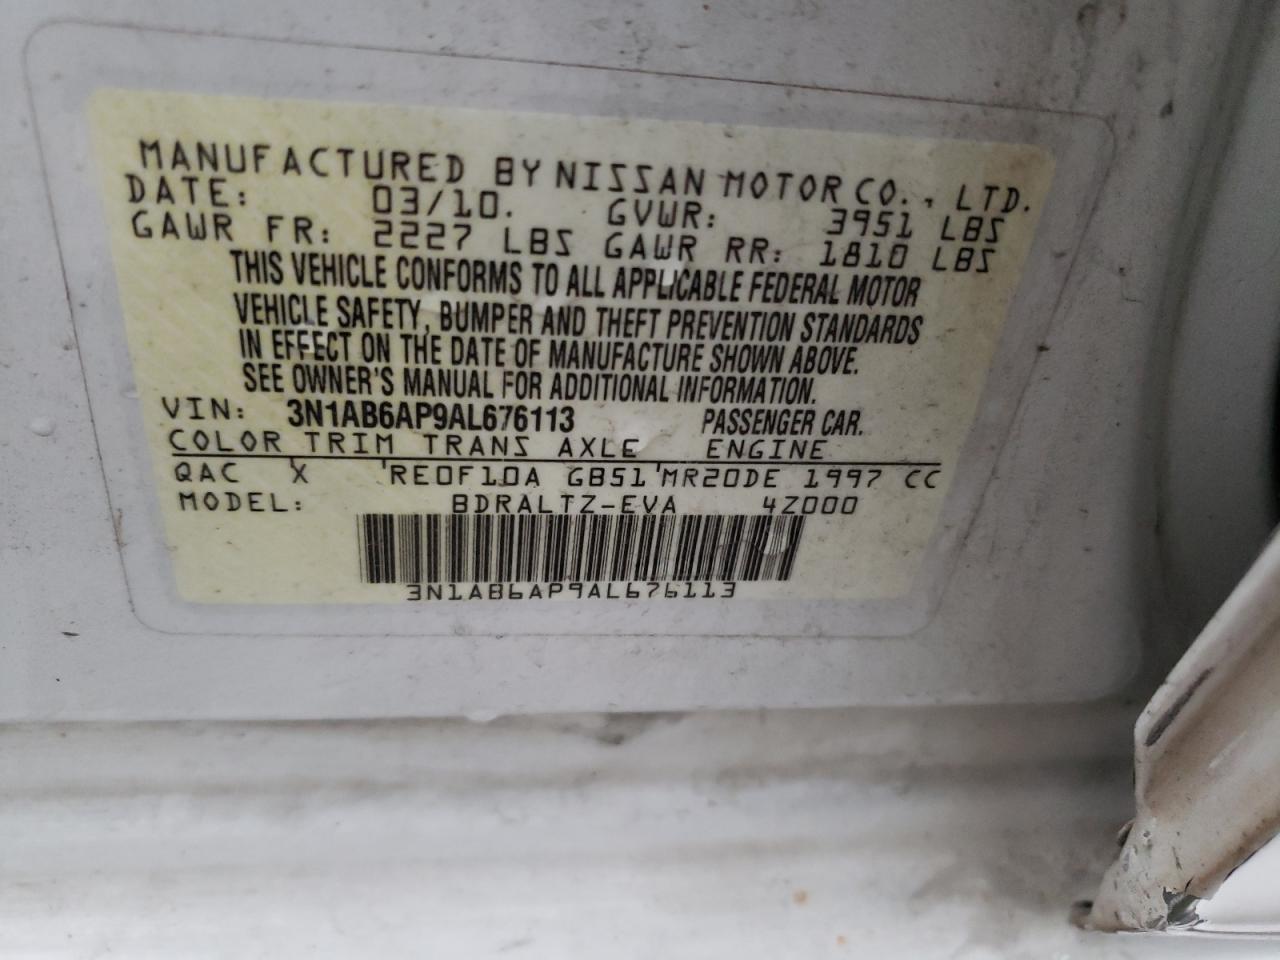 MANUFACTURED BY NISSAN MOTOR CO., LTD.
DATE: 03/10. GVWR: 3951 LBS
GAWR FR: 2227 LBS GAWR RR: 1810 LBS
THIS VEHICLE CONFORMS TO ALL APPLICABLE FEDERAL MOTOR
VEHICLE SAFETY, BUMPER AND THEFT PREVENTION STANDARDS
IN EFFECT ON THE DATE OF MANUFACTURE SHOWN ABOVE.
SEE OWNER'S MANUAL FOR ADDITIONAL INFORMATION.
VIN: 3N1AB6AP9AL676113 PASSENGER CAR.
COLOR TRIM TRANS AXLE ENGINE
QAC X 'RE0F10A GB51'MR20DE 1997 CC
MODEL: BDRALTZ-EVA 4Z000
3N1AB6AP9AL676113